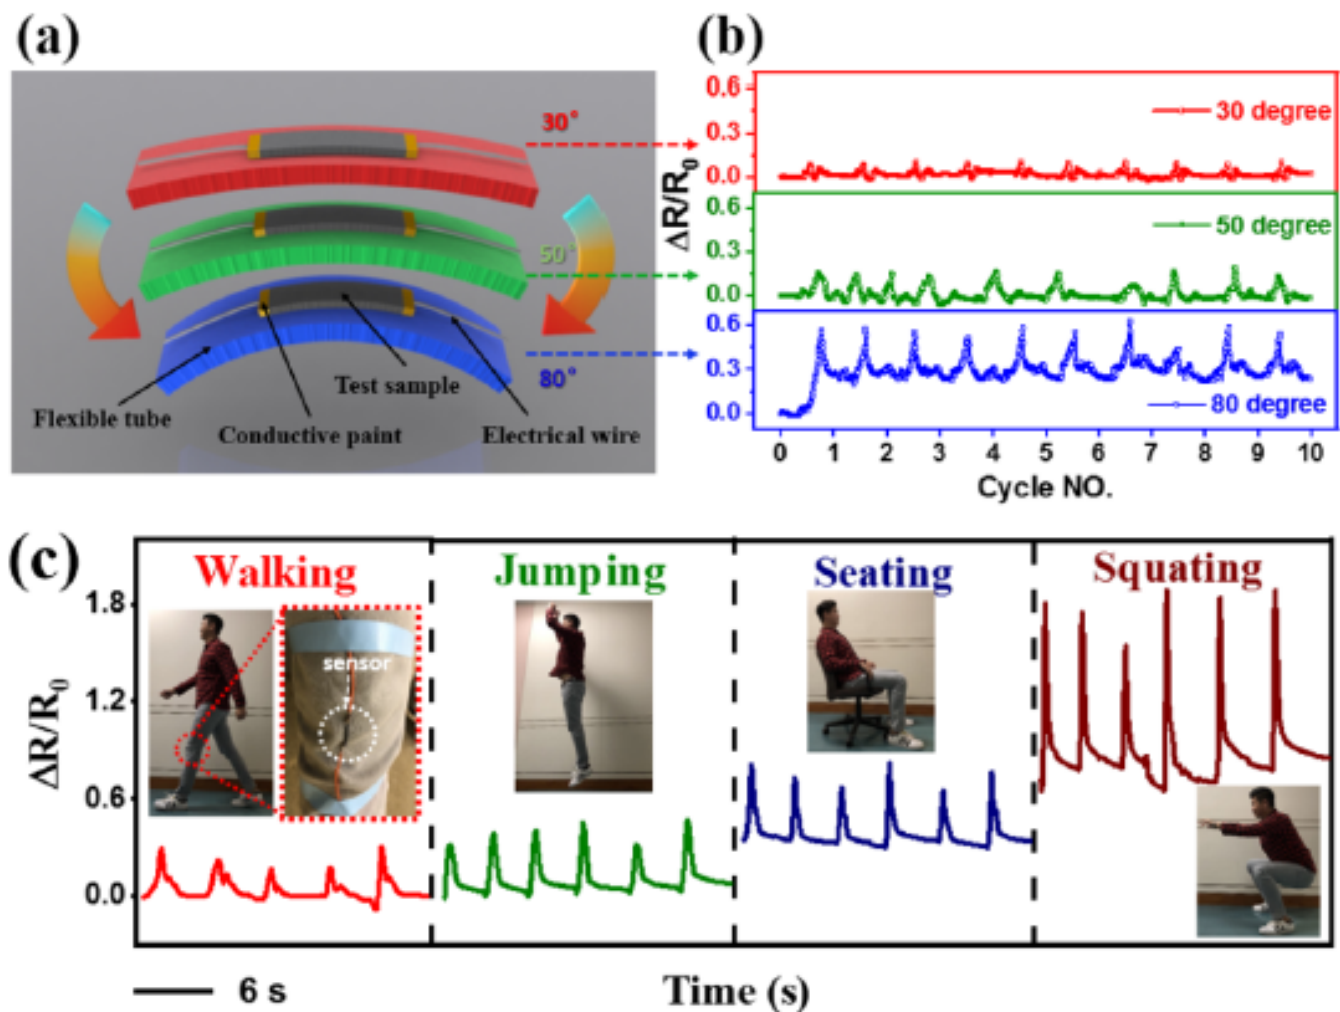 (a)
30°
50°
80°
Test sample
Flexible tube
Conductive paint
Electrical wire
(b)
ΔR/R0
0.6
0.3
0.0
30 degree
0.6
0.3
0.0
50 degree
0.6
0.3
0.0
80 degree
0 1 2 3 4 5 6 7 8 9 10
Cycle NO.
(c)
ΔR/R0
1.8
1.2
0.6
0.0
Walking
sensor
Jumping
Seating
Squating
6 s
Time (s)